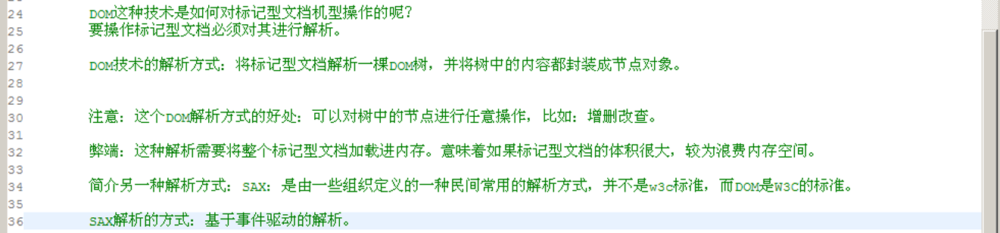 24 DOM这种技术是如何对标记型文档机型操作的呢?
25 要操作标记型文档必须对其进行解析。
26
27 DOM技术的解析方式：将标记型文档解析一棵DOM树，并将树中的内容都封装成节点对象。
28
29
30 注意：这个DOM解析方式的好处：可以对树中的节点进行任意操作，比如：增删改查。
31
32 弊端：这种解析需要将整个标记型文档加载进内存。意味着如果标记型文档的体积很大，较为浪费内存空间。
33
34 简介另一种解析方式：SAX：是由一些组织定义的一种民间常用的解析方式，并不是w3c标准，而DOM是W3C的标准。
35
36 SAX解析的方式：基于事件驱动的解析。